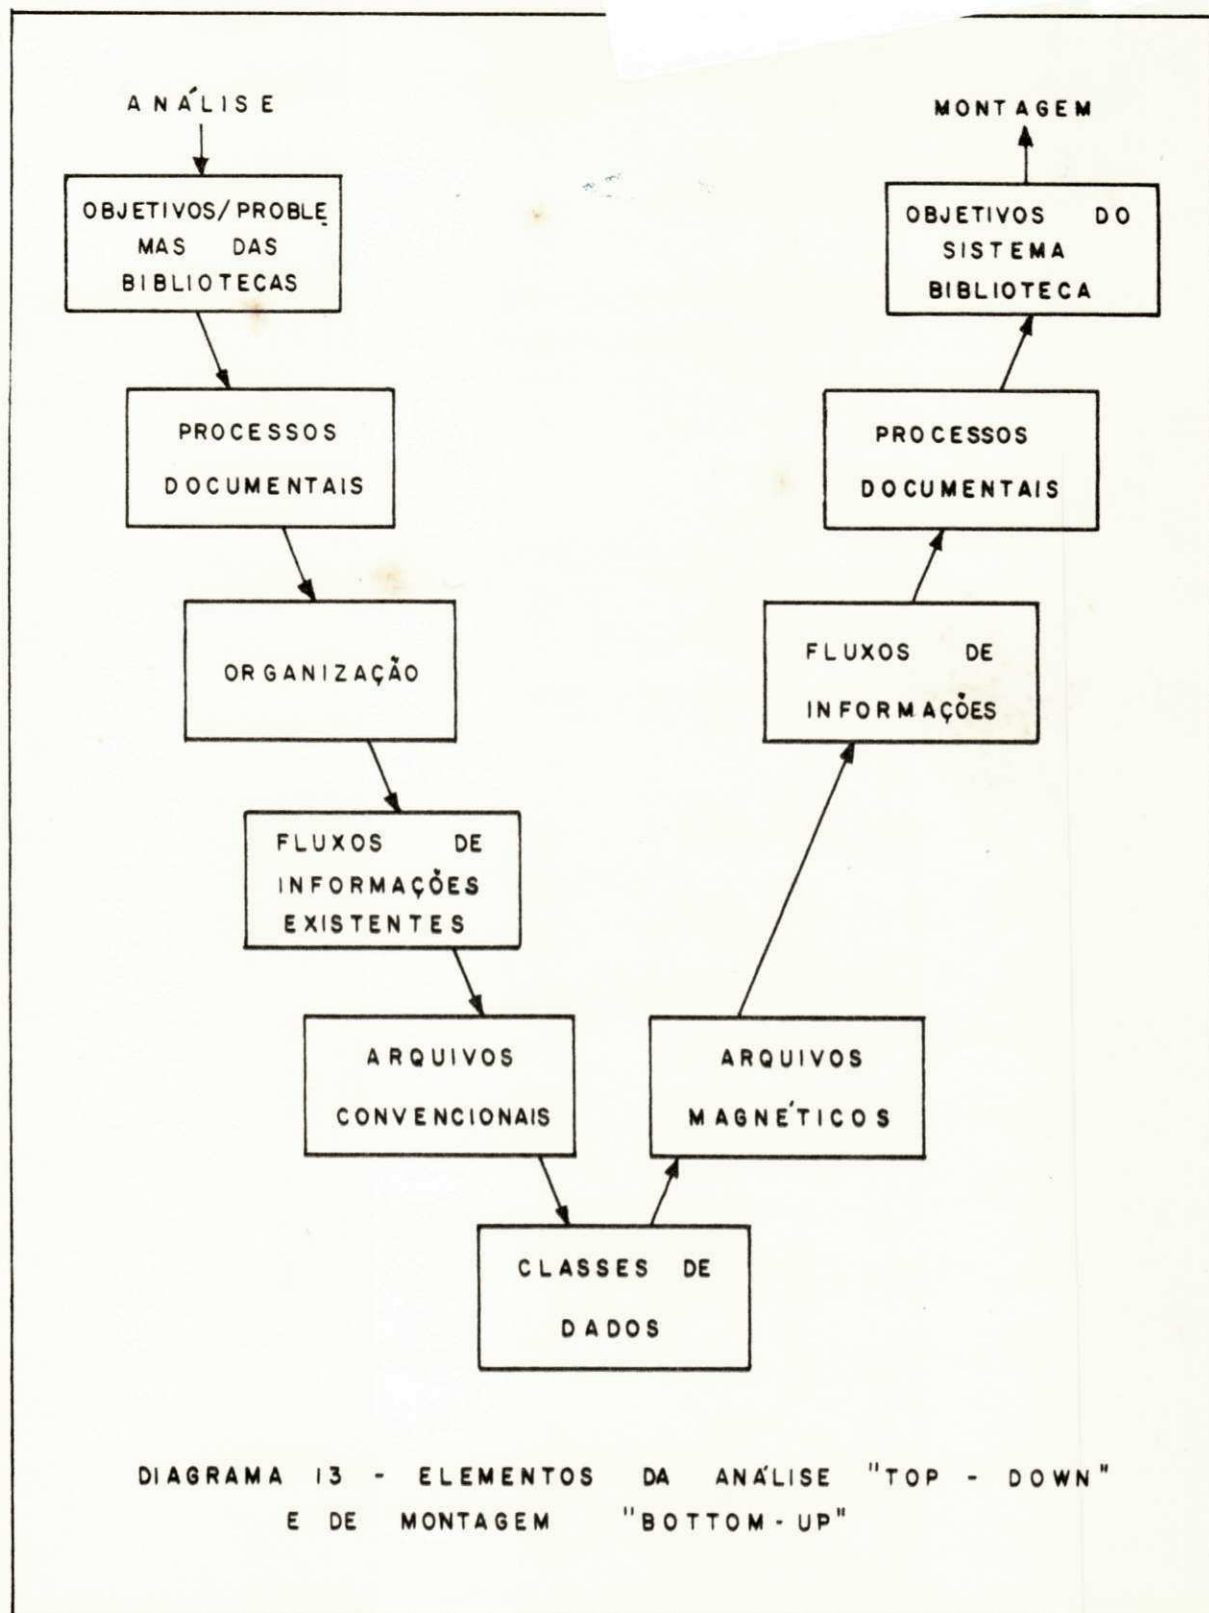 ANÁLISE
OBJETIVOS/PROBLE
MAS DAS
BIBLIOTECAS
PROCESSOS
DOCUMENTAIS
ORGANIZAÇÃO
FLUXOS DE
INFORMAÇÕES
EXISTENTES
ARQUIVOS
CONVENCIONAIS
CLASSES DE
DADOS
ARQUIVOS
MAGNÉTICOS
FLUXOS DE
INFORMAÇÕES
PROCESSOS
DOCUMENTAIS
OBJETIVOS DO
SISTEMA
BIBLIOTECA
MONTAGEM
DIAGRAMA 13 - ELEMENTOS DA ANÁLISE "TOP - DOWN"
E DE MONTAGEM "BOTTOM-UP"